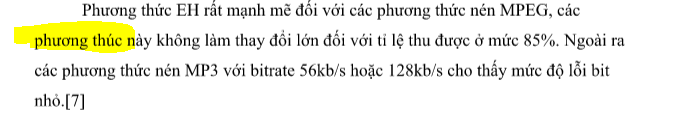 Phương thức EH rất mạnh mẽ đối với các phương thức nén MPEG, các
phương thúc này không làm thay đổi lớn đối với tỉ lệ thu được ở mức 85%. Ngoài ra
các phương thức nén MP3 với bitrate 56kb/s hoặc 128kb/s cho thấy mức độ lỗi bit
nhỏ.[7]